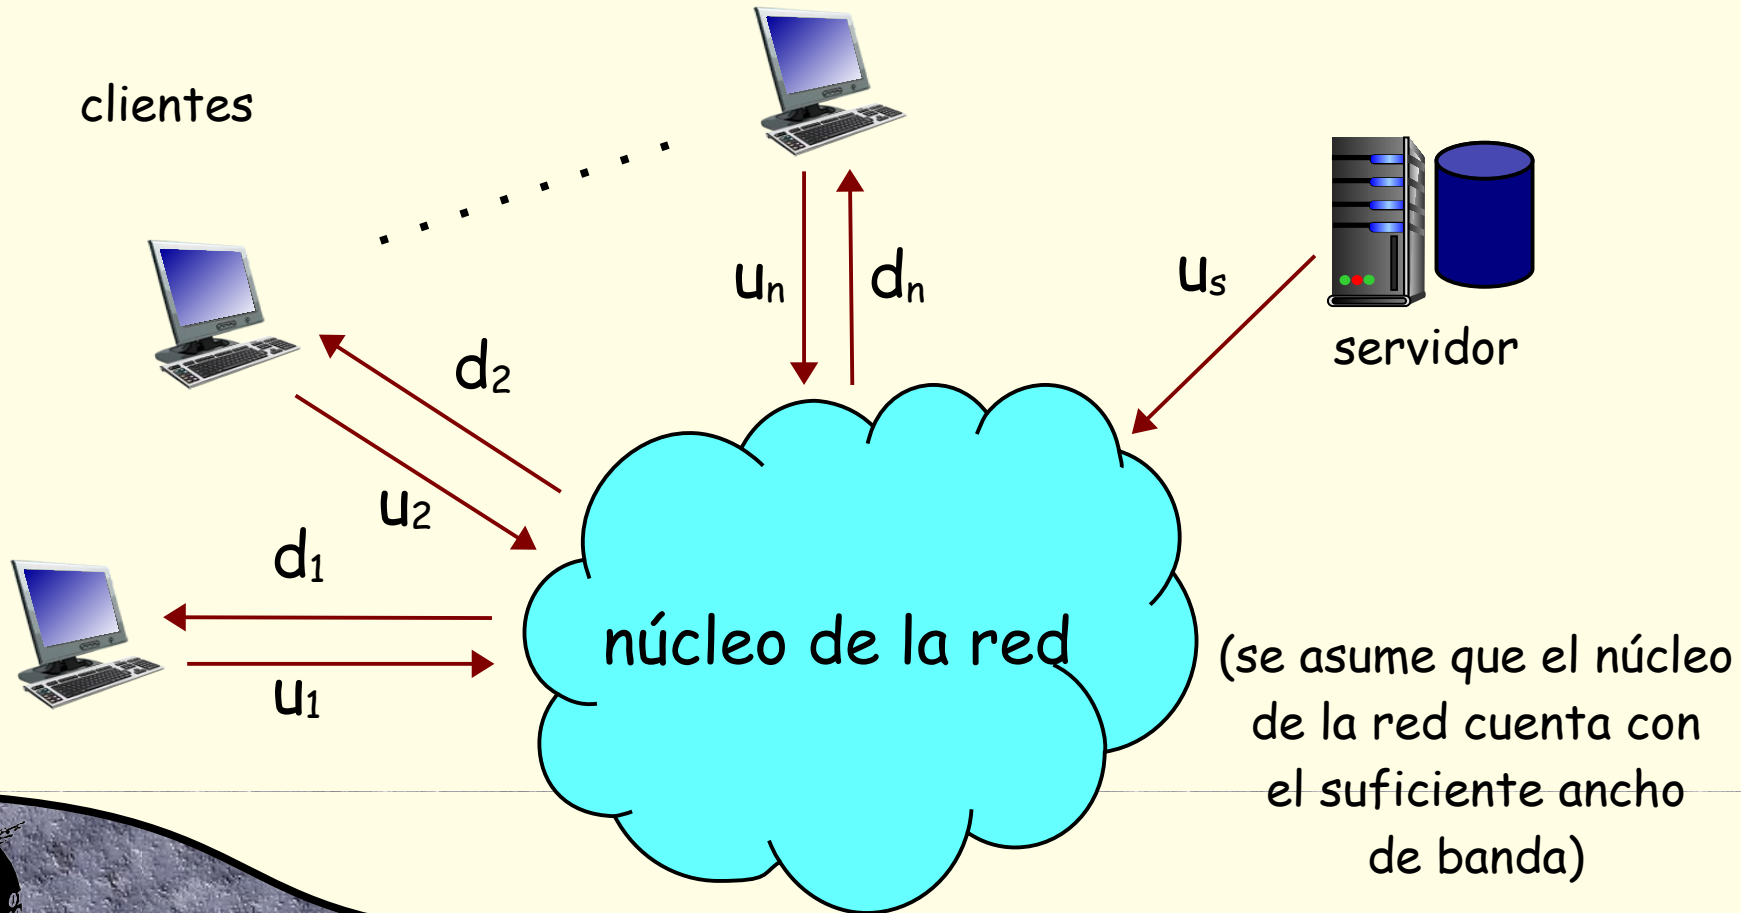 clientes
uₙ
dₙ
uₛ
servidor
d₂
u₂
d₁
u₁
núcleo de la red
(se asume que el núcleo
de la red cuenta con
el suficiente ancho
de banda)